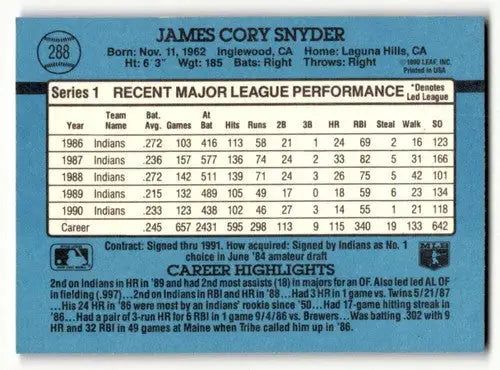 288
JAMES CORY SNYDER
Born: Nov. 11, 1962 Inglewood, CA Home: Laguna Hills, CA
Ht: 6' 3" Wgt: 185 Bats: Right Throws: Right
©1990 LEAF, INC.
Printed in USA
Series 1 RECENT MAJOR LEAGUE PERFORMANCE *Denotes Led League
Year Team Name Bat. Avg. Games At Bat Hits Runs 2B 3B HR RBI Steal Walk SO
1986 Indians .272 103 416 113 58 21 1 24 69 2 16 123
1987 Indians .236 157 577 136 74 24 2 33 82 5 31 166
1988 Indians .272 142 511 139 71 24 3 26 75 5 42 101
1989 Indians .215 132 489 105 49 17 0 18 59 6 23 134
1990 Indians .233 123 438 102 46 27 3 14 55 1 21 118
Career .245 657 2431 595 298 113 9 115 340 19 133 642
Contract: Signed thru 1991. How acquired: Signed by Indians as No. 1
choice in June '84 amateur draft
CAREER HIGHLIGHTS
2nd on Indians in HR in '89 and had 2nd most assists (18) in majors for an OF. Also led AL OF
in fielding (.997)...2nd on Indians in RBI and HR in '88...Had 3 HR in 1 game vs. Twins 5/21/87
...His 24 HR in '86 were most by an Indians' rookie since '50...Had 17-game hitting streak in
'86...Had a pair of 3-run HR for 6 RBI in 1 game 9/4/86 vs. Brewers...Was batting .302 with 9
HR and 32 RBI in 49 games at Maine when Tribe called him up in '86.
MLB